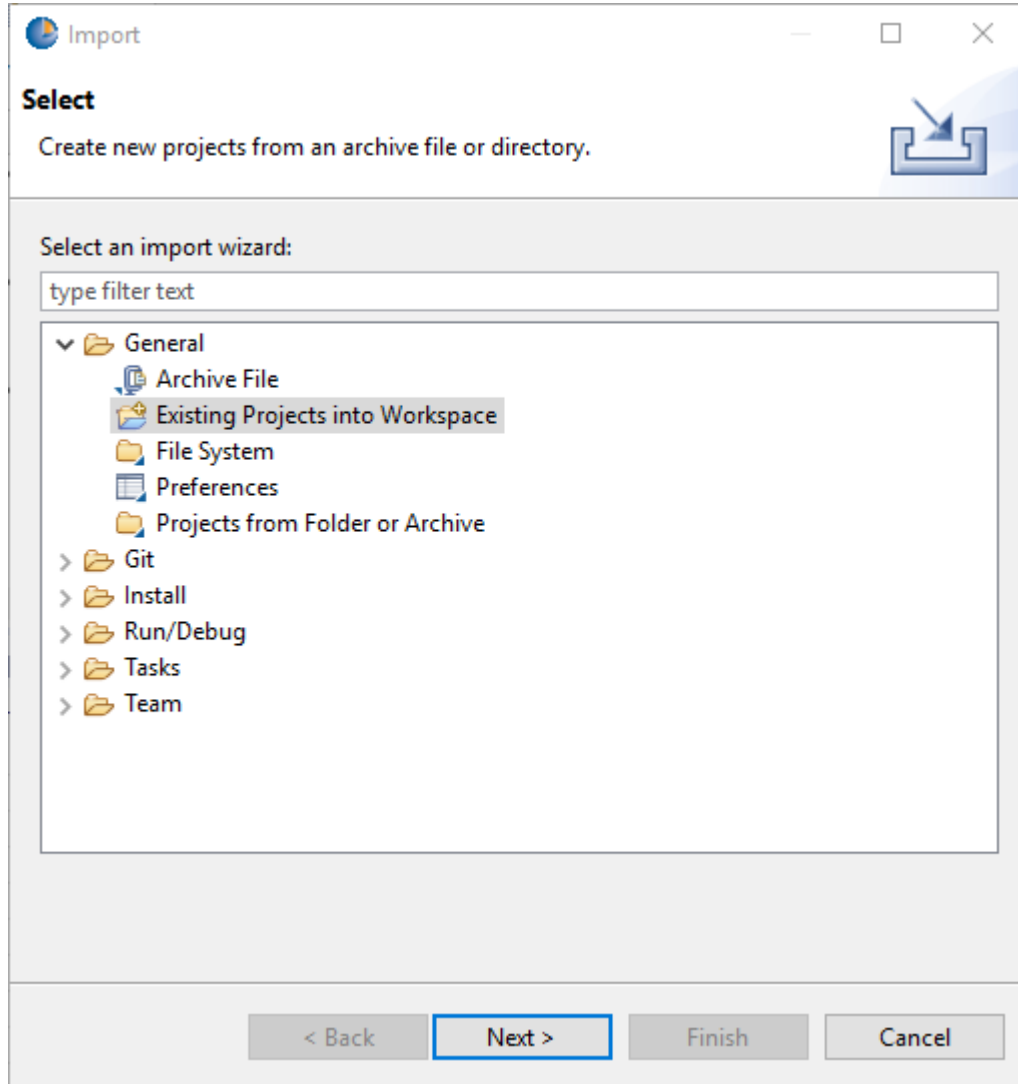 Import
Select
Create new projects from an archive file or directory.
Select an import wizard:
type filter text
General
Archive File
Existing Projects into Workspace
File System
Preferences
Projects from Folder or Archive
Git
Install
Run/Debug
Tasks
Team
< Back Next > Finish Cancel